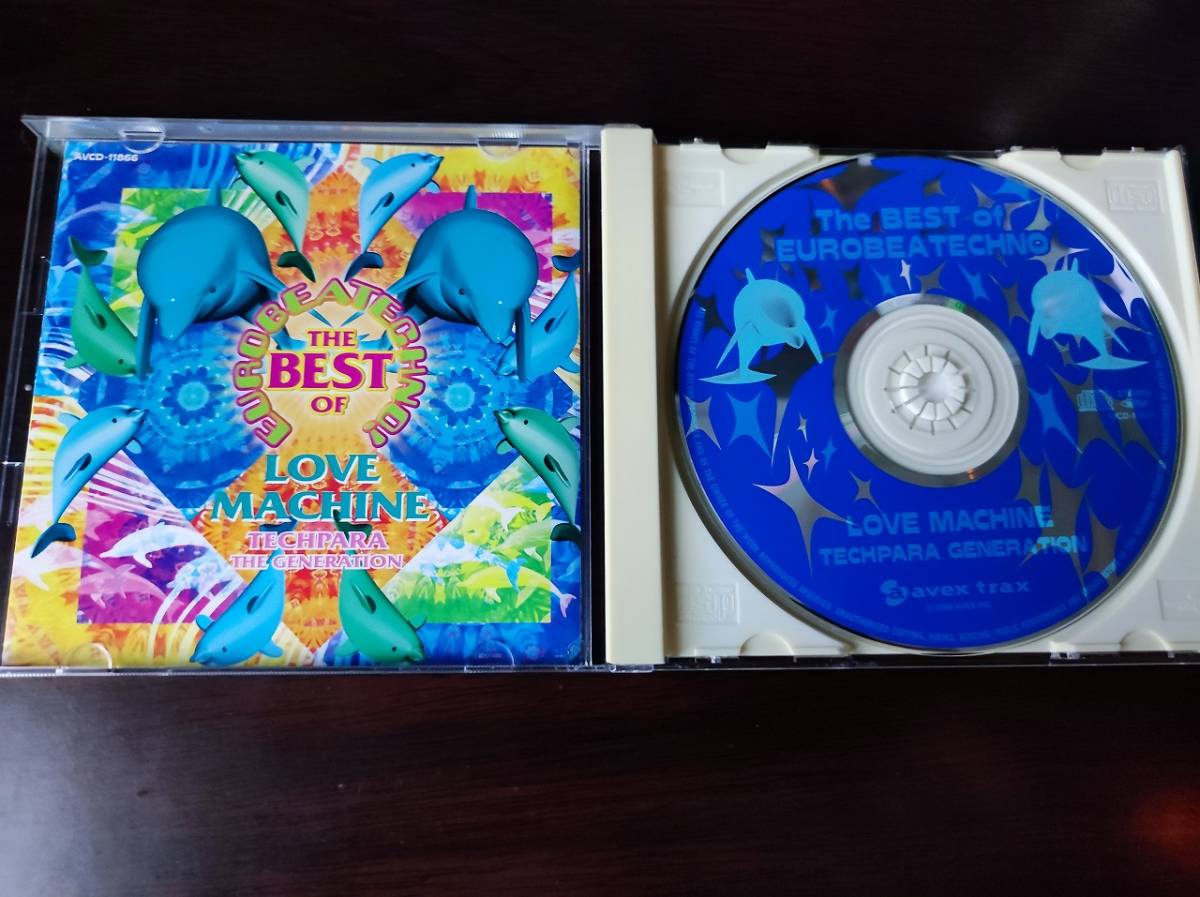 AVCD-11866
EUROBEATECHNO!
THE
BEST
OF
LOVE
MACHINE
TECHPARA
THE GENERATION
The BEST of
EUROBEATECHNO
LOVE MACHINE
TECHPARA GENERATION
avex trax